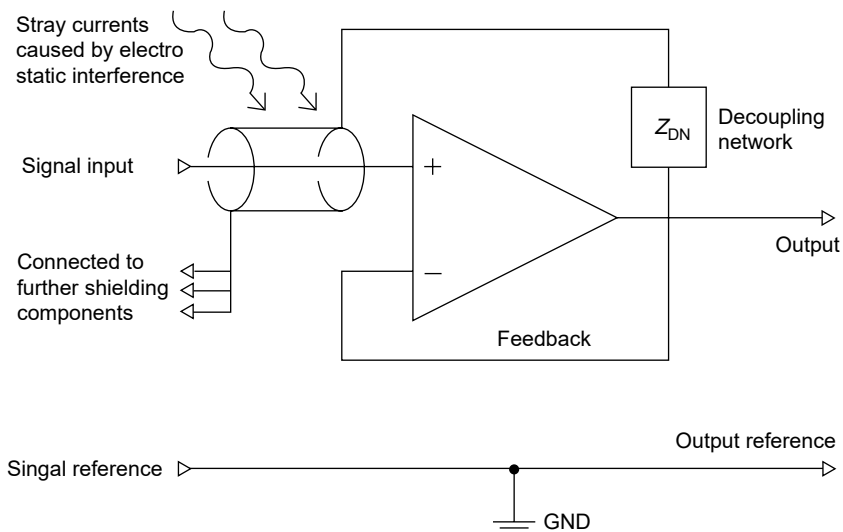 Stray currents
caused by electro
static interference
Z_DN
Decoupling
network
Signal input
+
Output
Connected to
further shielding
components
−
Feedback
Output reference
Singal reference
GND